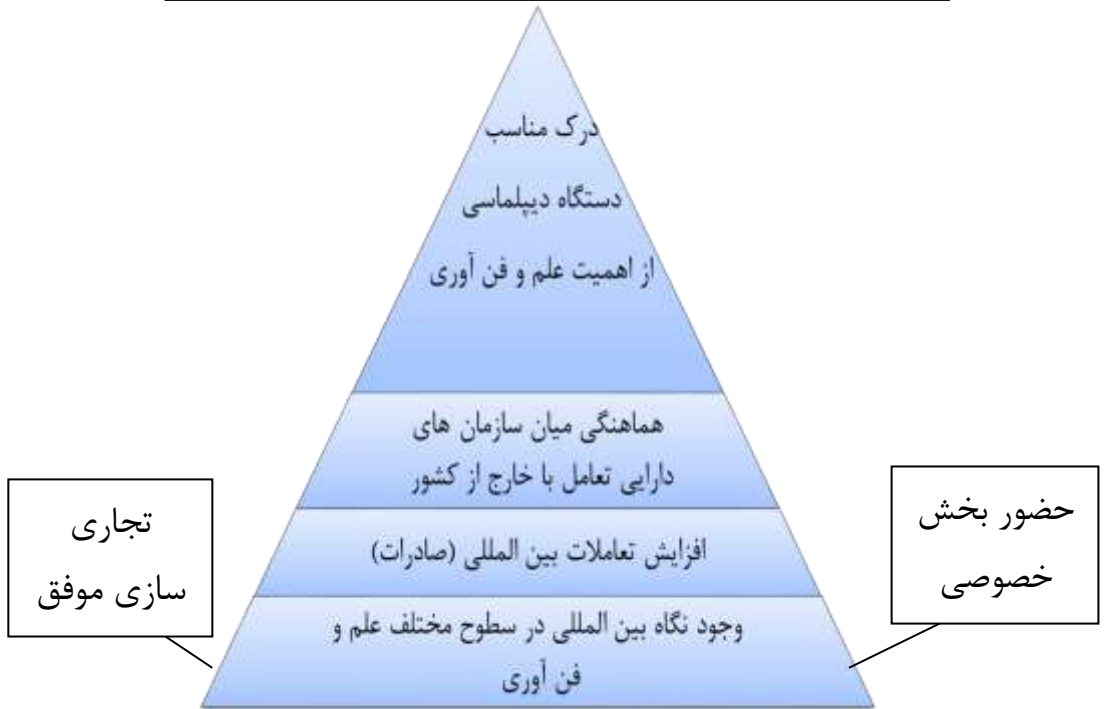 درک مناسب
دستگاه دیپلماسی
از اهمیت علم و فن آوری
هماهنگی میان سازمان های
دارایی تعامل با خارج از کشور
افزایش تعاملات بین المللی (صادرات)
وجود نگاه بین المللی در سطوح مختلف علم و
فن آوری
حضور بخش
خصوصی
تجاری
سازی موفق